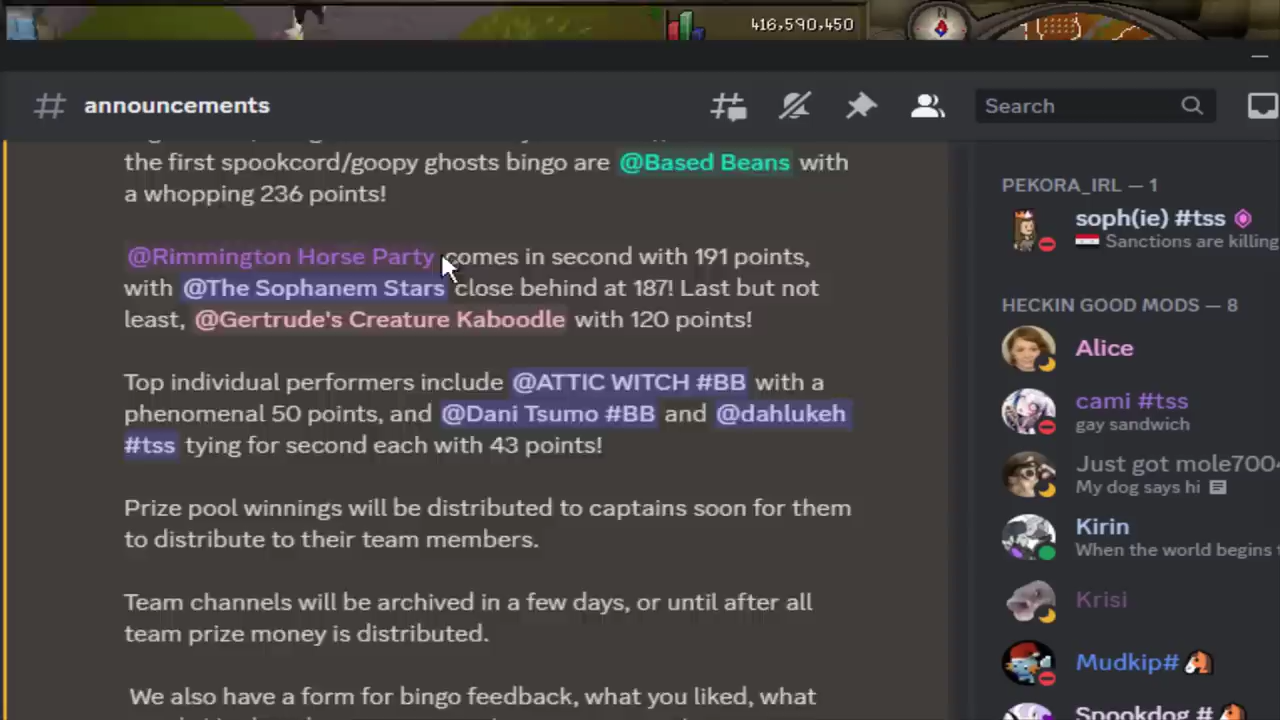 416,590,450
N
# announcements
Search
the first spookcord/goopy ghosts bingo are @Based Beans with
a whopping 236 points!
@Rimmington Horse Party comes in second with 191 points,
with @The Sophanem Stars close behind at 187! Last but not
least, @Gertrude's Creature Kaboodle with 120 points!
Top individual performers include @ATTIC WITCH #BB with a
phenomenal 50 points, and @Dani Tsumo #BB and @dahlukeh
#tss tying for second each with 43 points!
Prize pool winnings will be distributed to captains soon for them
to distribute to their team members.
Team channels will be archived in a few days, or until after all
team prize money is distributed.
We also have a form for bingo feedback, what you liked, what
PEKORA_IRL — 1
soph(ie) #tss
Sanctions are killing
HECKIN GOOD MODS — 8
Alice
cami #tss
gay sandwich
Just got mole700
My dog says hi
Kirin
When the world begins
Krisi
Mudkip#
Spookdog #